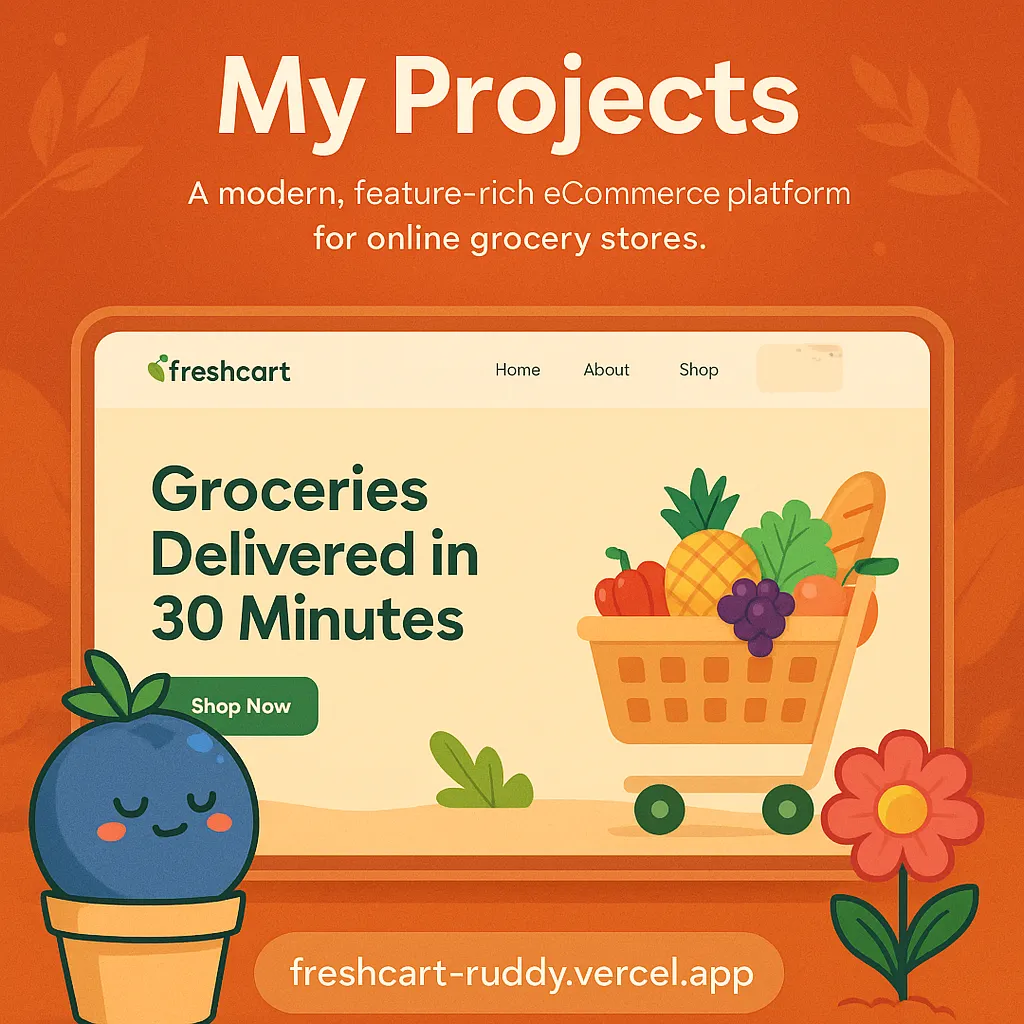 My Projects
A modern, feature-rich eCommerce platform
for online grocery stores.
freshcart
Home About Shop
Groceries
Delivered in
30 Minutes
Shop Now
freshcart-ruddy.vercel.app